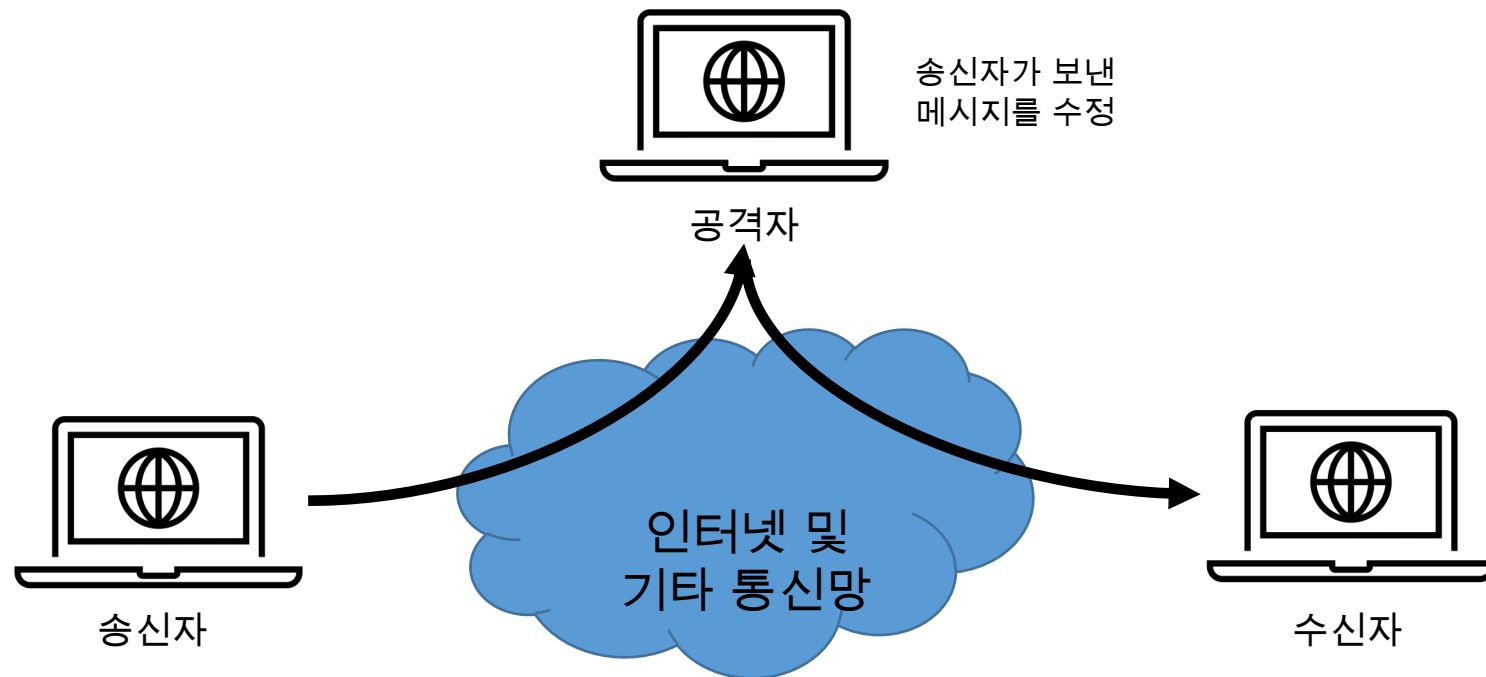 송신자가 보낸
메시지를 수정
공격자
인터넷 및
기타 통신망
송신자
수신자